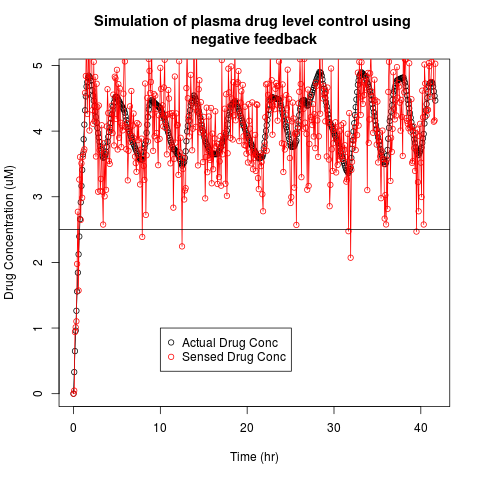 Simulation of plasma drug level control using
negative feedback
Drug Concentration (uM)
5
4
3
2
1
0
Actual Drug Conc
Sensed Drug Conc
0 10 20 30 40
Time (hr)